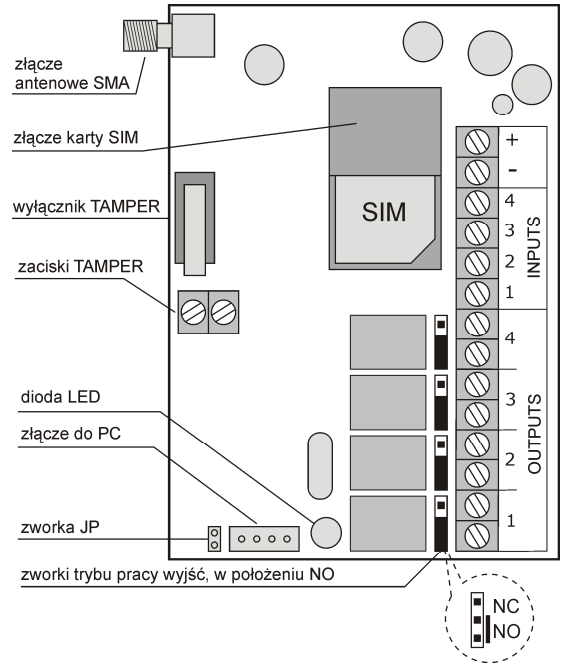 złącze
antenowe SMA
złącze karty SIM
wyłącznik TAMPER
zaciski TAMPER
dioda LED
złącze do PC
zworka JP
zworki trybu pracy wyjść, w położeniu NO
SIM
+
-
4
3
2
1
INPUTS
4
3
2
1
OUTPUTS
NC
NO